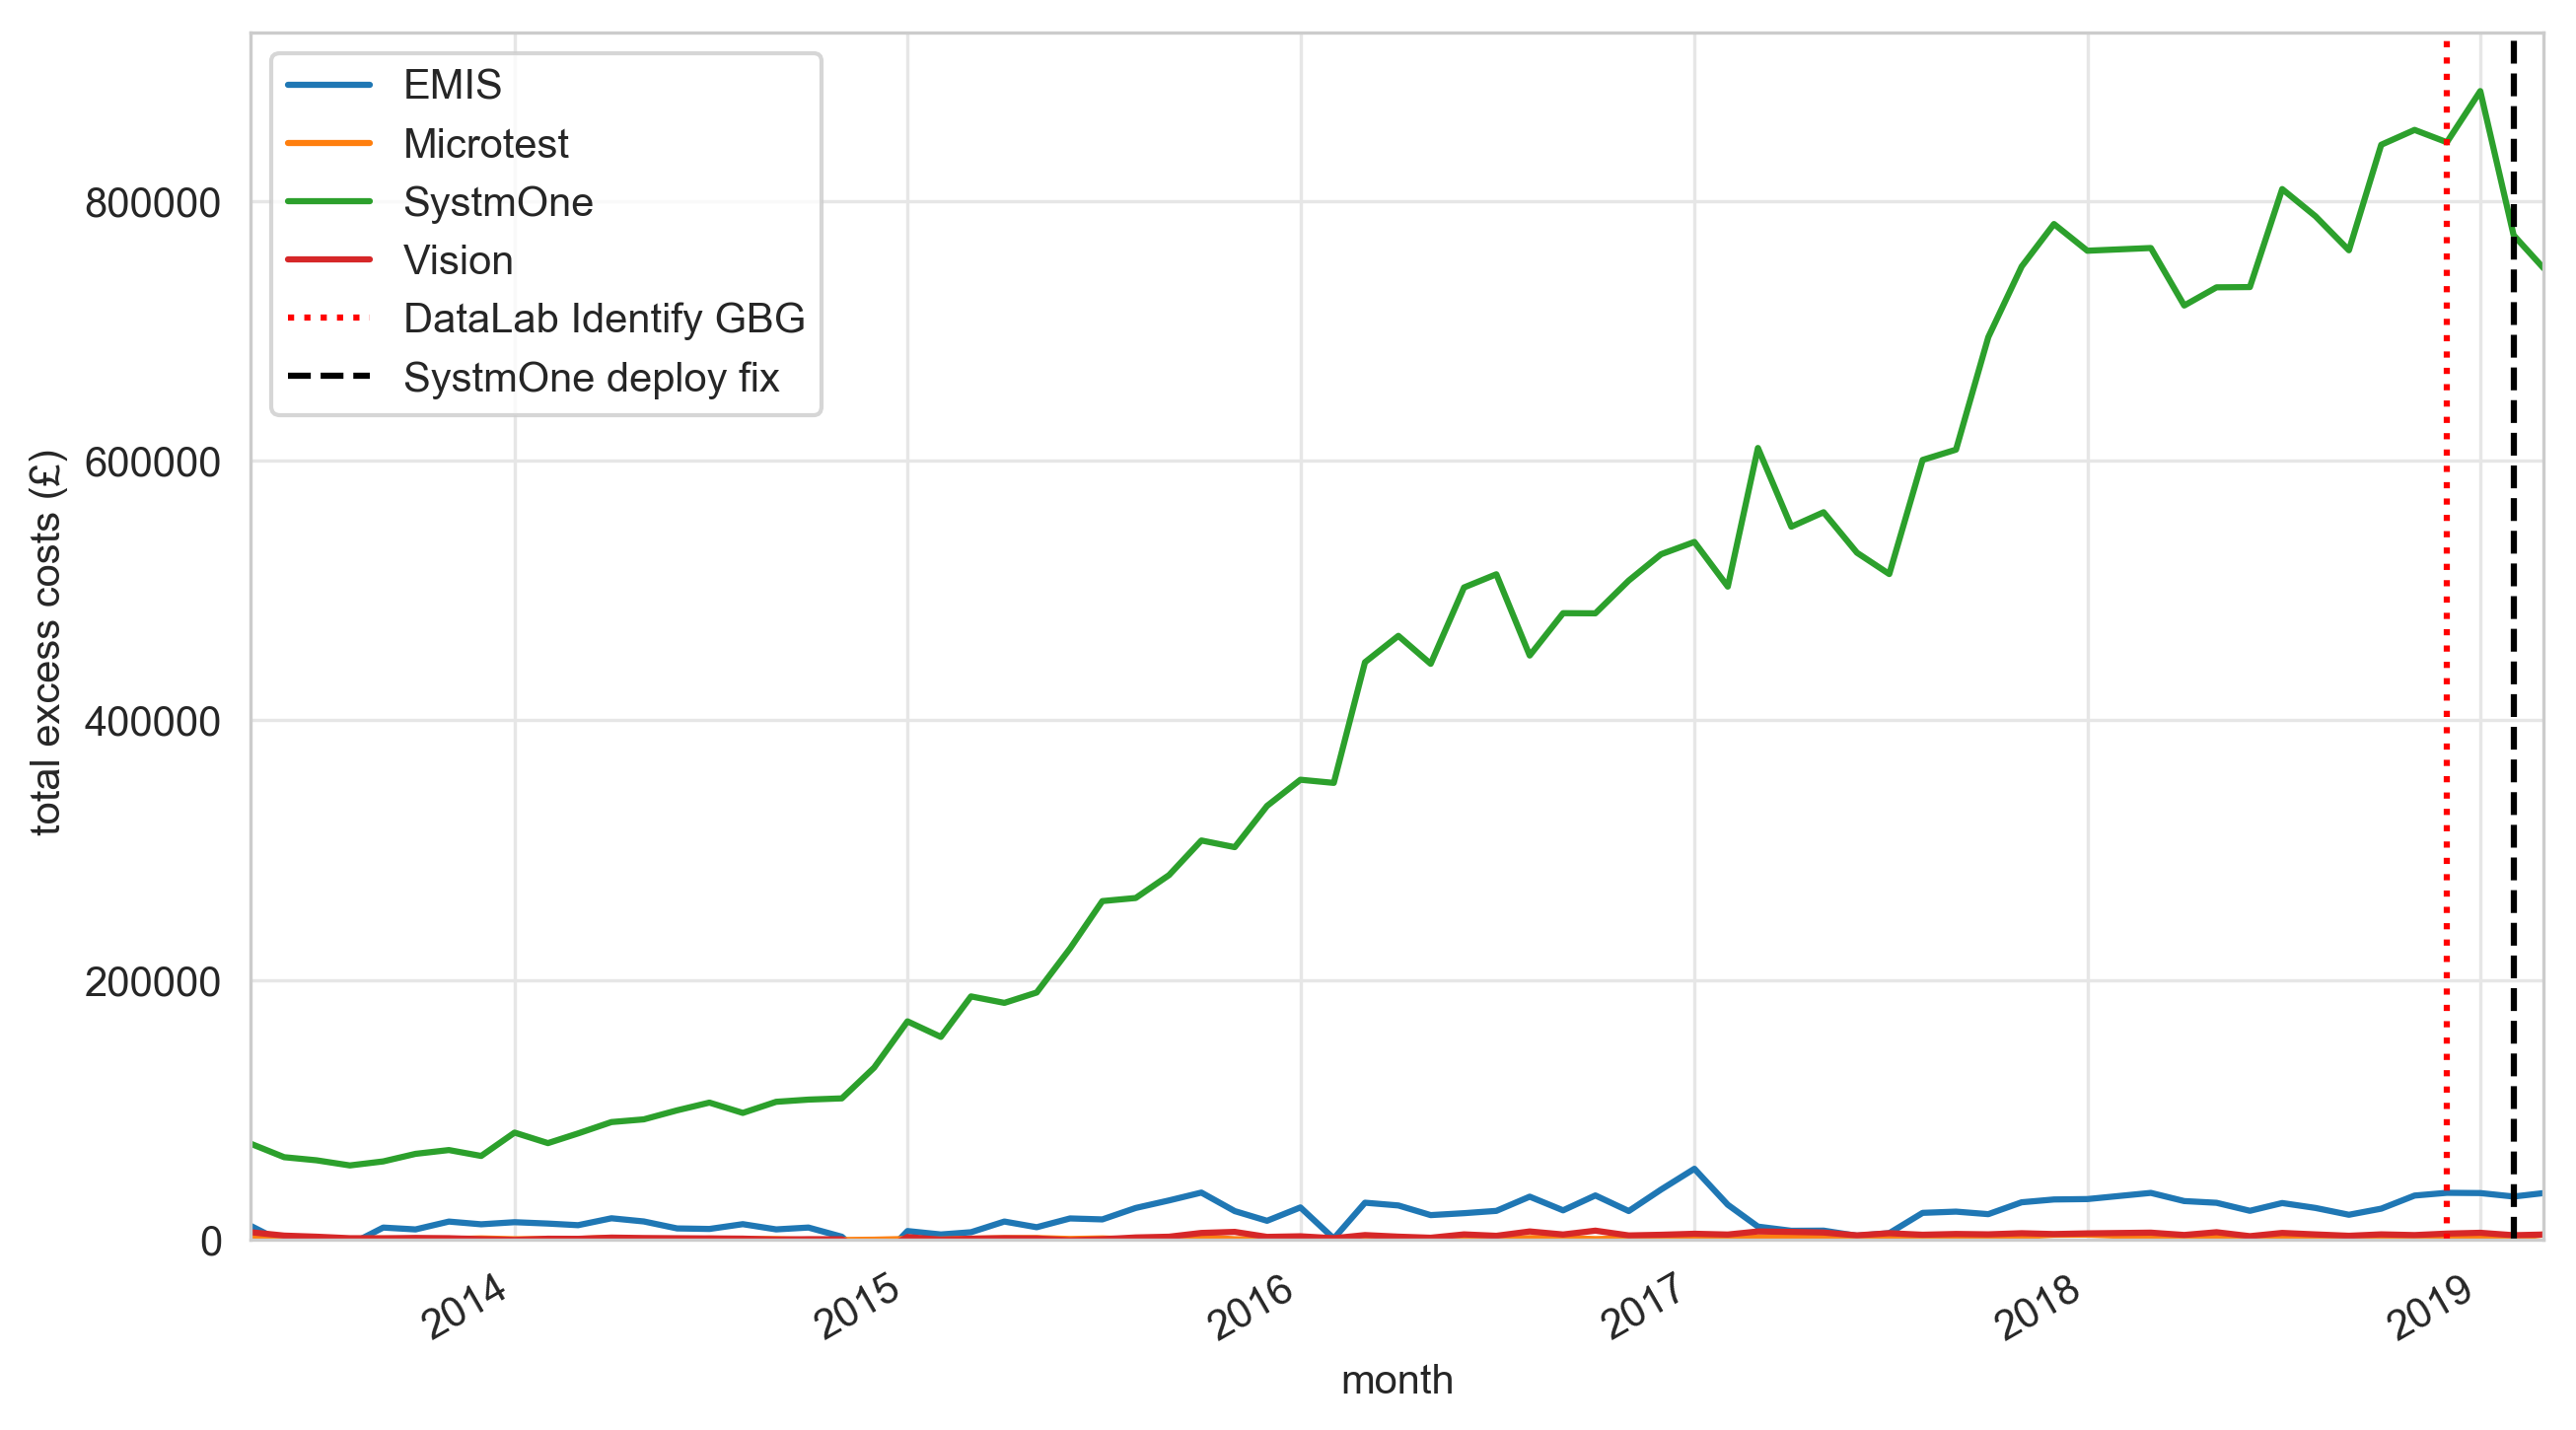 EMIS
Microtest
SystmOne
Vision
DataLab Identify GBG
SystmOne deploy fix
total excess costs (£)
800000
600000
400000
200000
0
2014
2015
2016
2017
2018
2019
month